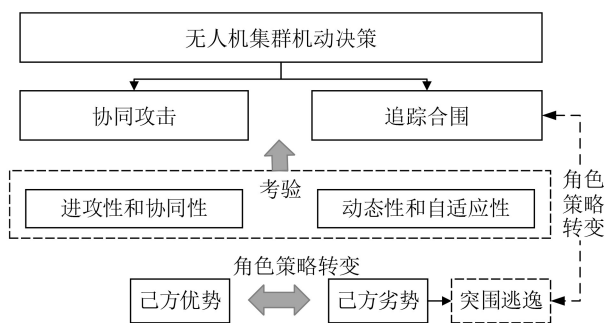 无人机集群机动决策
协同攻击
追踪合围
考验
进攻性和协同性
动态性和自适应性
角色
策略
转变
角色策略转变
己方优势
己方劣势
突围逃逸